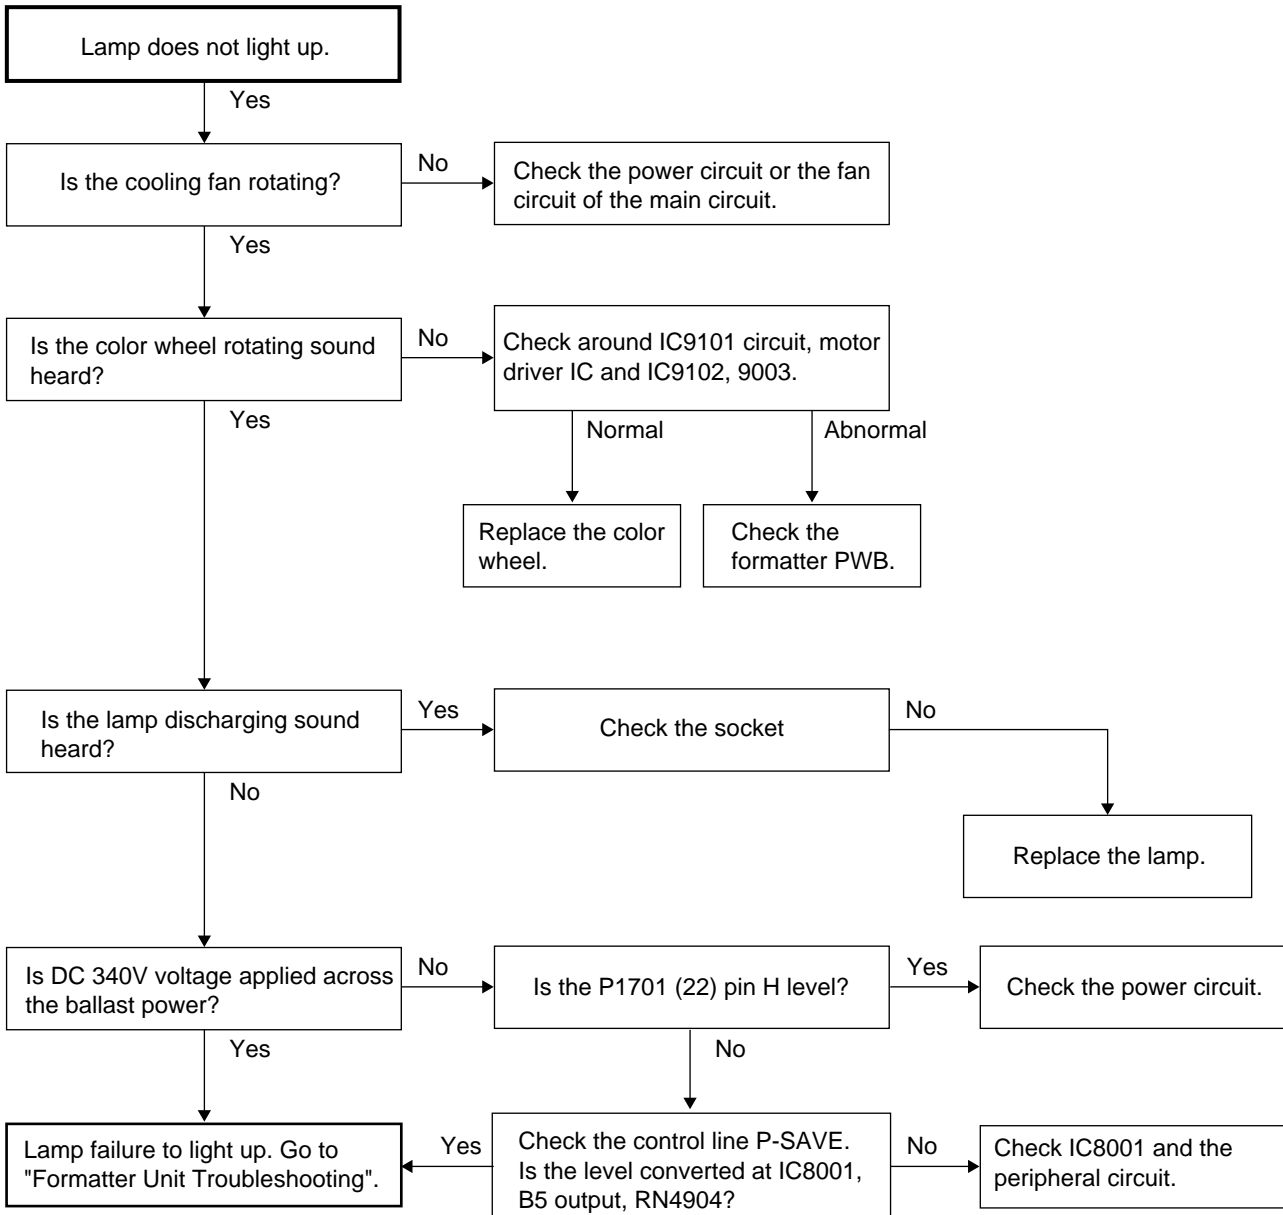 Lamp does not light up.
Yes
Is the cooling fan rotating?
No
Check the power circuit or the fan
circuit of the main circuit.
Yes
Is the color wheel rotating sound
heard?
No
Check around IC9101 circuit, motor
driver IC and IC9102, 9003.
Yes
Normal
Abnormal
Replace the color
wheel.
Check the
formatter PWB.
Is the lamp discharging sound
heard?
Yes
Check the socket
No
No
Replace the lamp.
Is DC 340V voltage applied across
the ballast power?
No
Is the P1701 (22) pin H level?
Yes
Check the power circuit.
Yes
No
Lamp failure to light up. Go to
"Formatter Unit Troubleshooting".
Yes
Check the control line P-SAVE.
Is the level converted at IC8001,
B5 output, RN4904?
No
Check IC8001 and the
peripheral circuit.